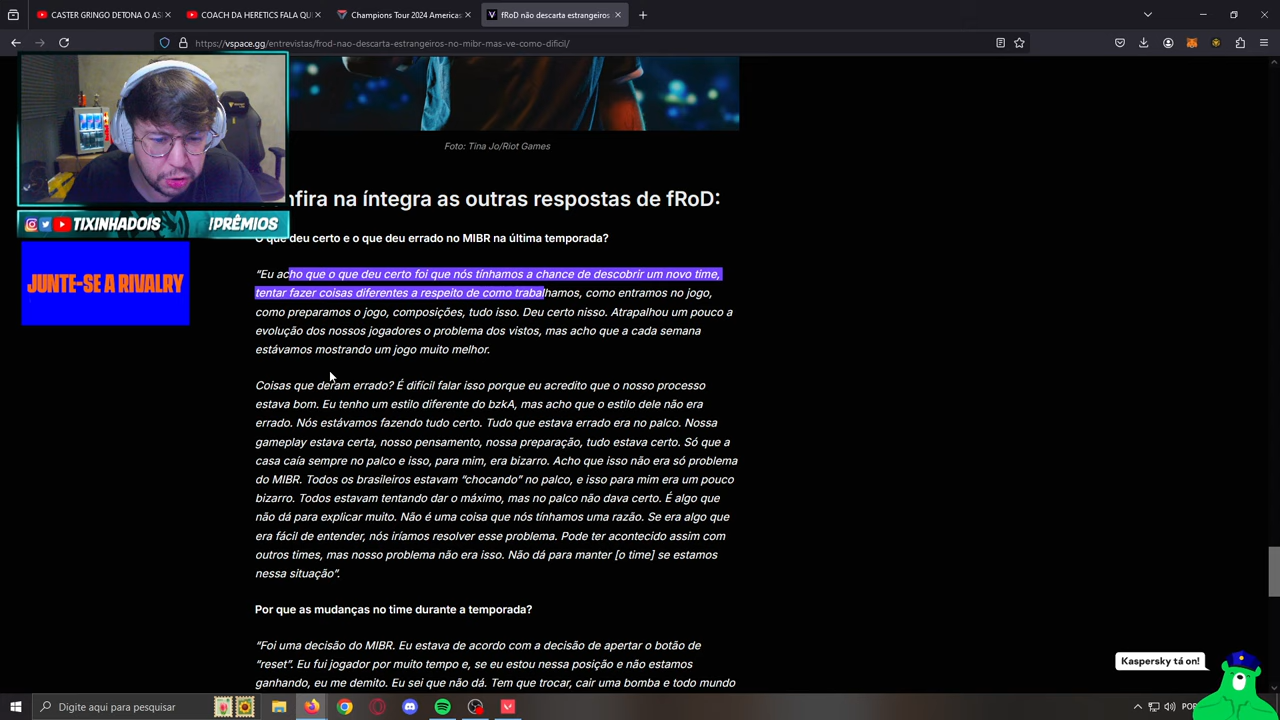 CASTER GRINGO DETONA O AS
COACH DA HERETICS FALA QU
Champions Tour 2024 Americas
fRoD não descarta estrangeiros
https://vspace.gg/entrevistas/frod-nao-descarta-estrangeiros-no-mibr-mas-ve-como-dificil/
Foto: Tina Jo/Riot Games
TIXINHADOIS
!PRÊMIOS
JUNTE-SE A RIVALRY
nfira na íntegra as outras respostas de fRoD:
O que deu certo e o que deu errado no MIBR na última temporada?
“Eu acho que o que deu certo foi que nós tínhamos a chance de descobrir um novo time,
tentar fazer coisas diferentes a respeito de como trabalhamos, como entramos no jogo,
como preparamos o jogo, composições, tudo isso. Deu certo nisso. Atrapalhou um pouco a
evolução dos nossos jogadores o problema dos vistos, mas acho que a cada semana
estávamos mostrando um jogo muito melhor.
Coisas que deram errado? É difícil falar isso porque eu acredito que o nosso processo
estava bom. Eu tenho um estilo diferente do bzkA, mas acho que o estilo dele não era
errado. Nós estávamos fazendo tudo certo. Tudo que estava errado era no palco. Nossa
gameplay estava certa, nosso pensamento, nossa preparação, tudo estava certo. Só que a
casa caía sempre no palco e isso, para mim, era bizarro. Acho que isso não era só problema
do MIBR. Todos os brasileiros estavam “chocando” no palco, e isso para mim era um pouco
bizarro. Todos estavam tentando dar o máximo, mas no palco não dava certo. É algo que
não dá para explicar muito. Não é uma coisa que nós tínhamos uma razão. Se era algo que
era fácil de entender, nós iríamos resolver esse problema. Pode ter acontecido assim com
outros times, mas nosso problema não era isso. Não dá para manter [o time] se estamos
nessa situação”.
Por que as mudanças no time durante a temporada?
“Foi uma decisão do MIBR. Eu estava de acordo com a decisão de apertar o botão de
“reset”. Eu fui jogador por muito tempo e, se eu estou nessa posição e não estamos
ganhando, eu me demito. Eu sei que não dá. Tem que trocar, cair uma bomba e todo mundo
Kaspersky tá on!
Digite aqui para pesquisar
POR